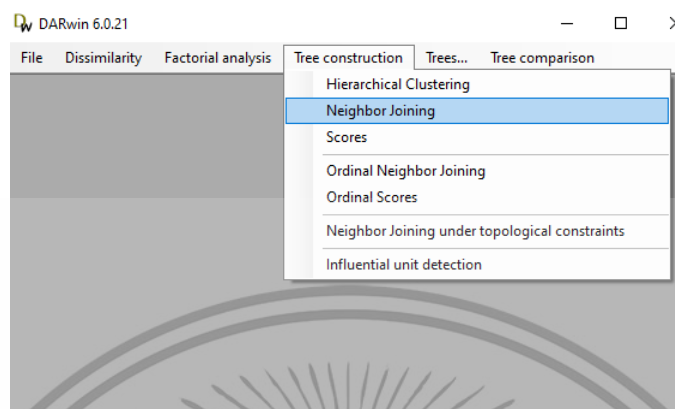 DARwin 6.0.21
File Dissimilarity Factorial analysis Tree construction Trees... Tree comparison
Hierarchical Clustering
Neighbor Joining
Scores
Ordinal Neighbor Joining
Ordinal Scores
Neighbor Joining under topological constraints
Influential unit detection